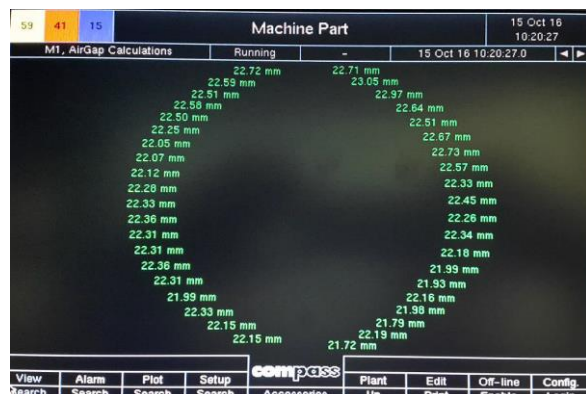 59 41 15 Machine Part 15 Oct 16
10:20:27
M1, AirGap Calculations Running - 15 Oct 16 10:20:27.0
22.72 mm 22.71 mm
22.59 mm 23.05 mm
22.51 mm 22.97 mm
22.58 mm 22.64 mm
22.50 mm 22.51 mm
22.25 mm 22.67 mm
22.05 mm 22.73 mm
22.07 mm 22.57 mm
22.12 mm 22.33 mm
22.28 mm 22.45 mm
22.33 mm 22.26 mm
22.36 mm 22.34 mm
22.31 mm 22.18 mm
22.31 mm 21.99 mm
22.36 mm 21.93 mm
22.31 mm 22.16 mm
21.99 mm 21.98 mm
22.33 mm 21.79 mm
22.15 mm 22.19 mm
22.15 mm 21.72 mm
compass
View Alarm Plot Setup Plant Edit Off-line Config.
Search Search Search Search Accessories Up Print Enable Login